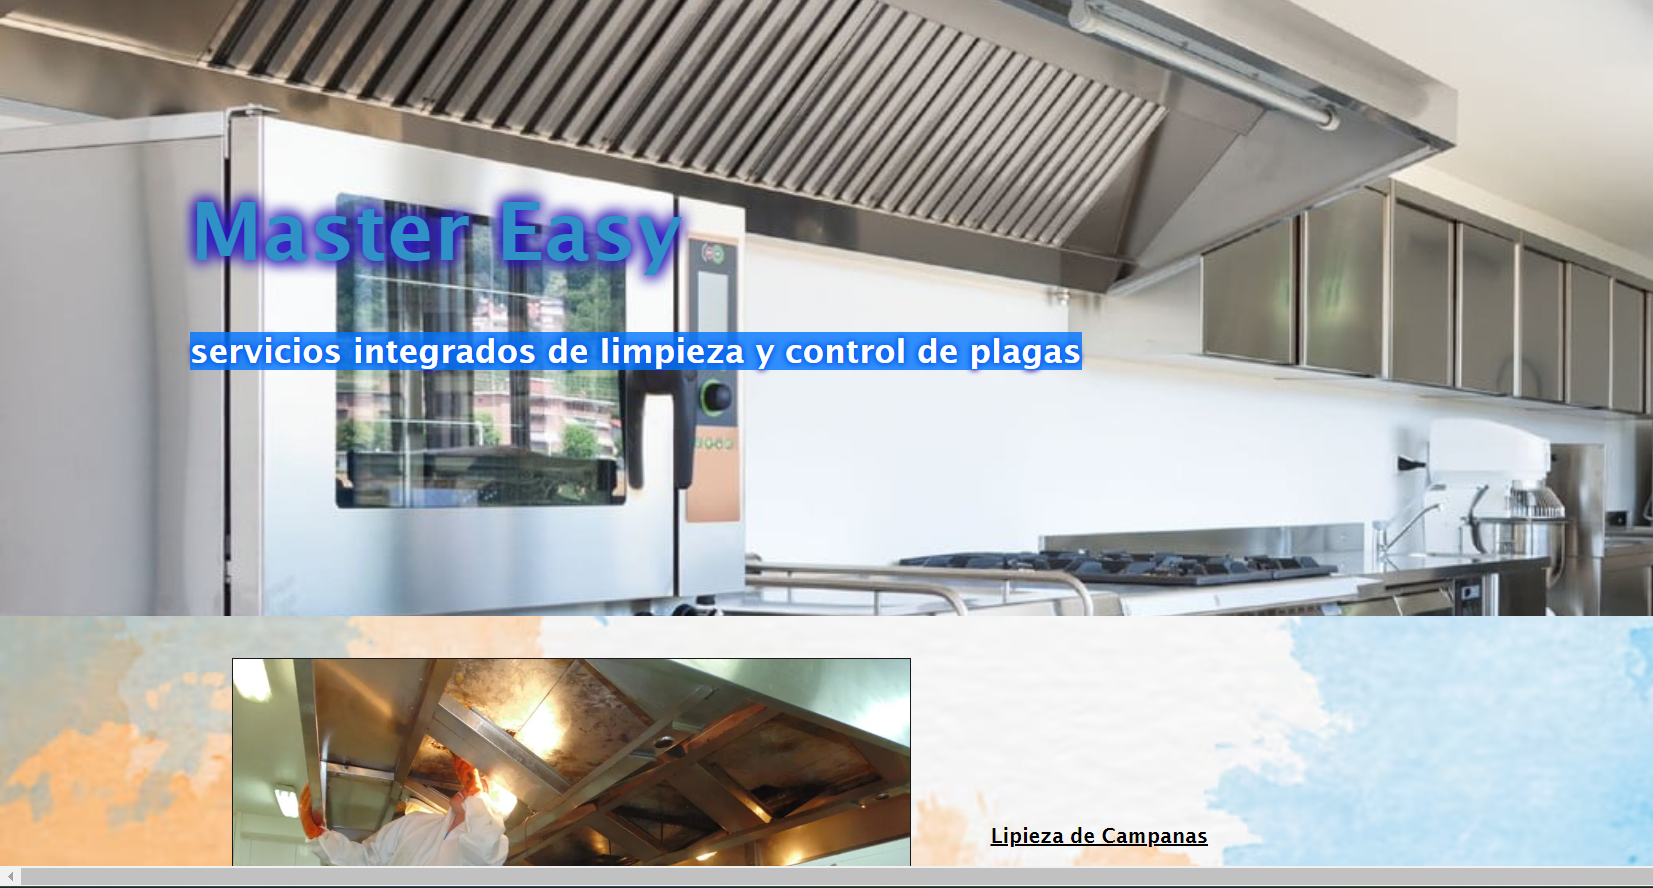 Master Easy
servicios integrados de limpieza y control de plagas
Lipieza de Campanas